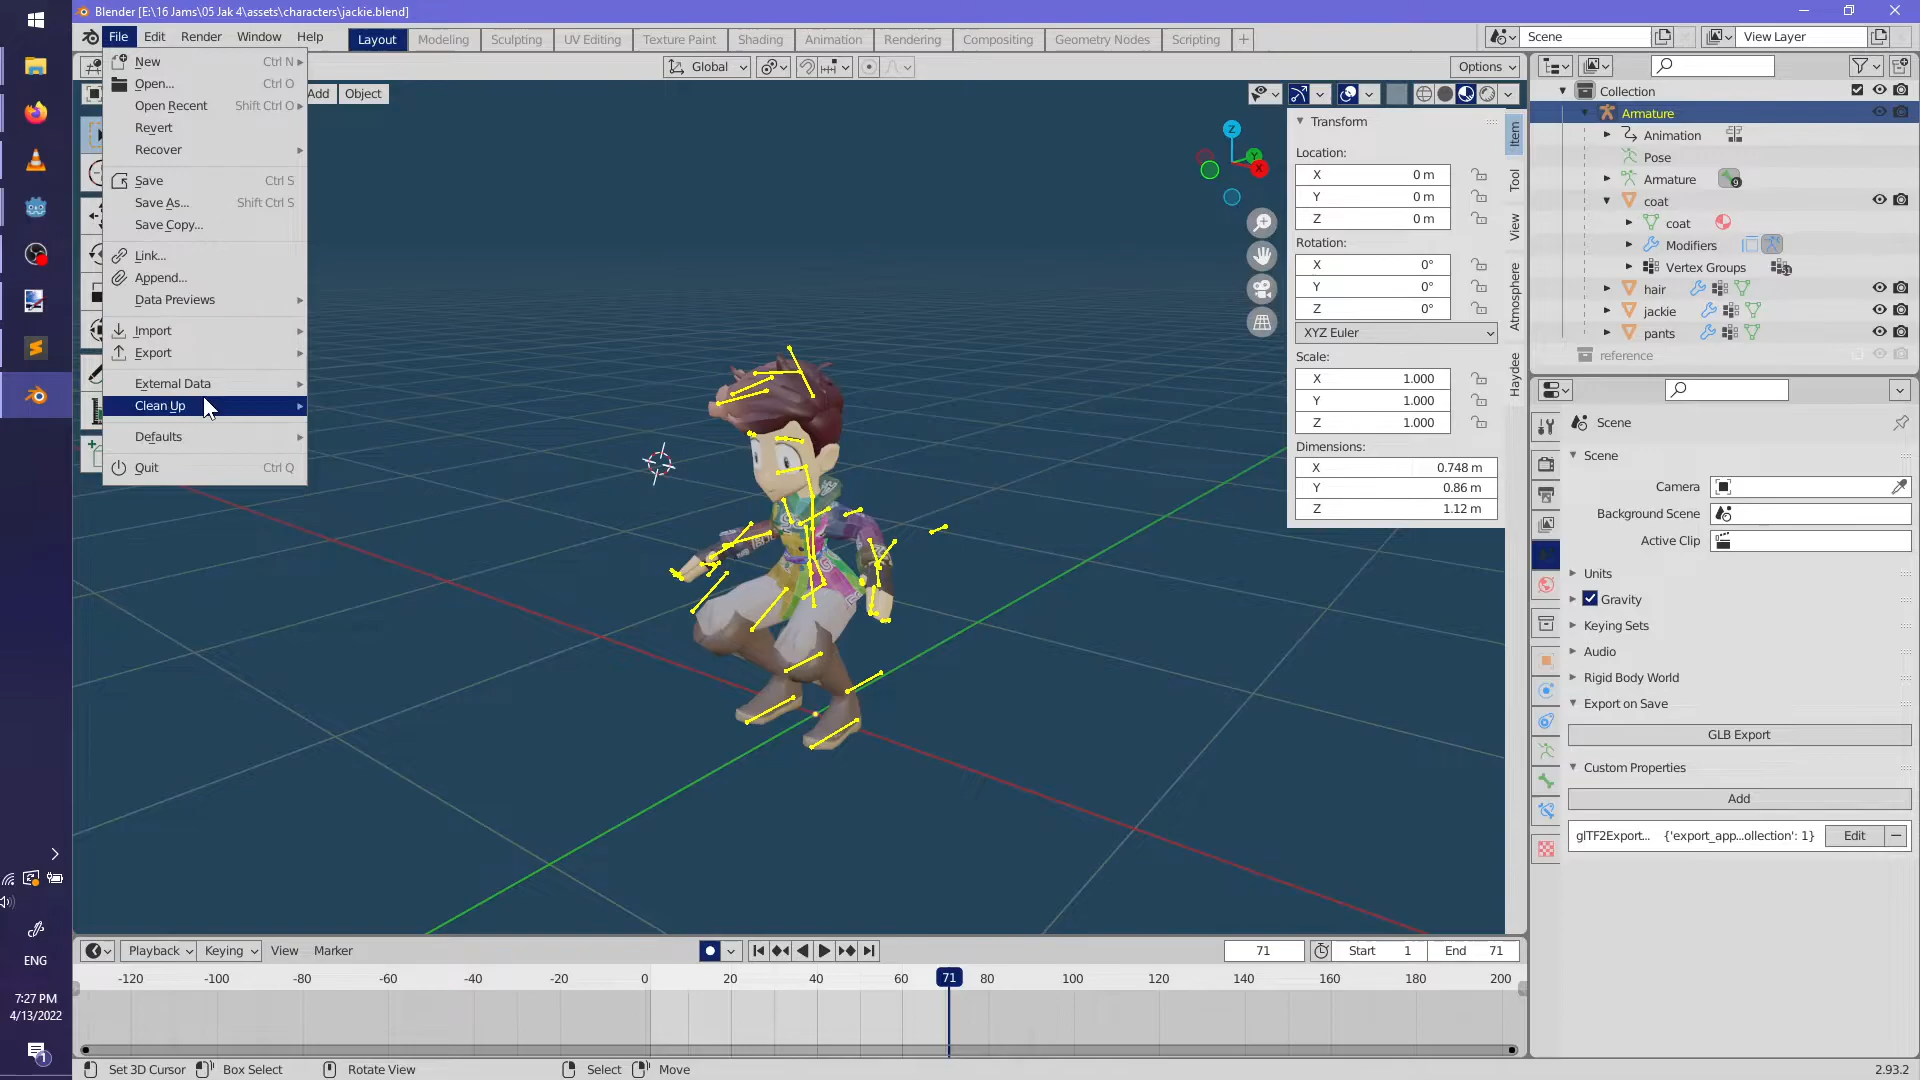 Blender [E:\16 Jams\05 Jak 4\assets\characters\jackie.blend]
File Edit Render Window Help
Layout Modeling Sculpting UV Editing Texture Paint Shading Animation Rendering Compositing Geometry Nodes Scripting
Scene View Layer
New Ctrl N
Open... Ctrl O
Open Recent Shift Ctrl O
Revert
Recover
Save Ctrl S
Save As... Shift Ctrl S
Save Copy...
Link...
Append...
Data Previews
Import
Export
External Data
Clean Up
Defaults
Quit Ctrl Q
Global
Options
Add Object
Z
Y
X
Transform
Location:
X 0 m
Y 0 m
Z 0 m
Rotation:
X 0°
Y 0°
Z 0°
XYZ Euler
Scale:
X 1.000
Y 1.000
Z 1.000
Dimensions:
X 0.748 m
Y 0.86 m
Z 1.12 m
Item
Tool
View
Atmosphere
Haydee
Collection
Armature
Animation
Pose
Armature 9
coat
coat
Modifiers
Vertex Groups
hair
jackie
pants
reference
Scene
Scene
Camera
Background Scene
Active Clip
Units
Gravity
Keying Sets
Audio
Rigid Body World
Export on Save
GLB Export
Custom Properties
Add
glTF2Export... {'export_app...ollection': 1} Edit
Playback Keying View Marker
71 Start 1 End 71
-120 -100 -80 -60 -40 -20 0 20 40 60 71 80 100 120 140 160 180 200
Set 3D Cursor Box Select Rotate View Select Move 2.93.2
ENG
7:27 PM
4/13/2022
1